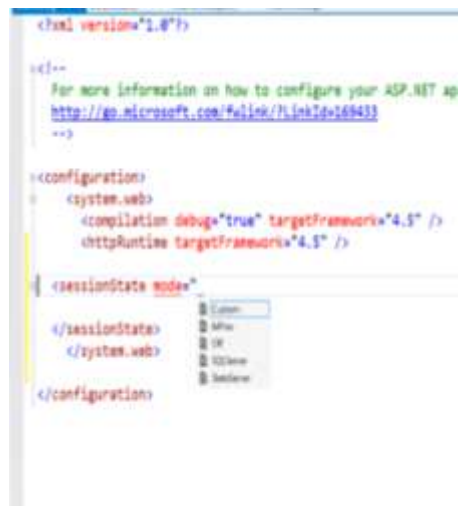 <?xml version="1.0"?>
<!--
For more information on how to configure your ASP.NET ap
http://go.microsoft.com/fwlink/?LinkId=169433
-->
<configuration>
<system.web>
<compilation debug="true" targetFramework="4.5" />
<httpRuntime targetFramework="4.5" />
<sessionState mode="
Custom
InProc
Off
SQLServer
StateServer
</sessionState>
</system.web>
</configuration>